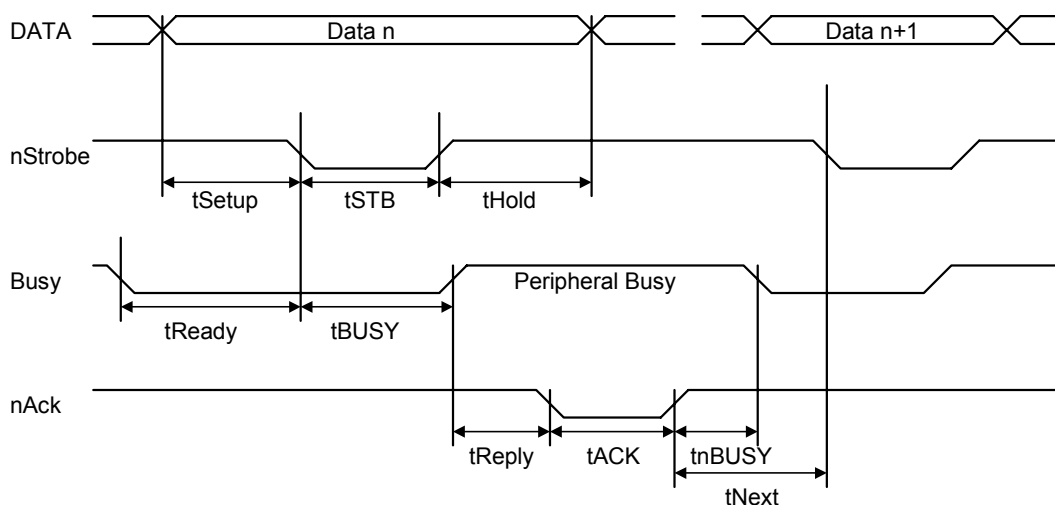 DATA Data n Data n+1
nStrobe
tSetup tSTB tHold
Busy Peripheral Busy
tReady tBUSY
nAck
tReply tACK tnBUSY
tNext